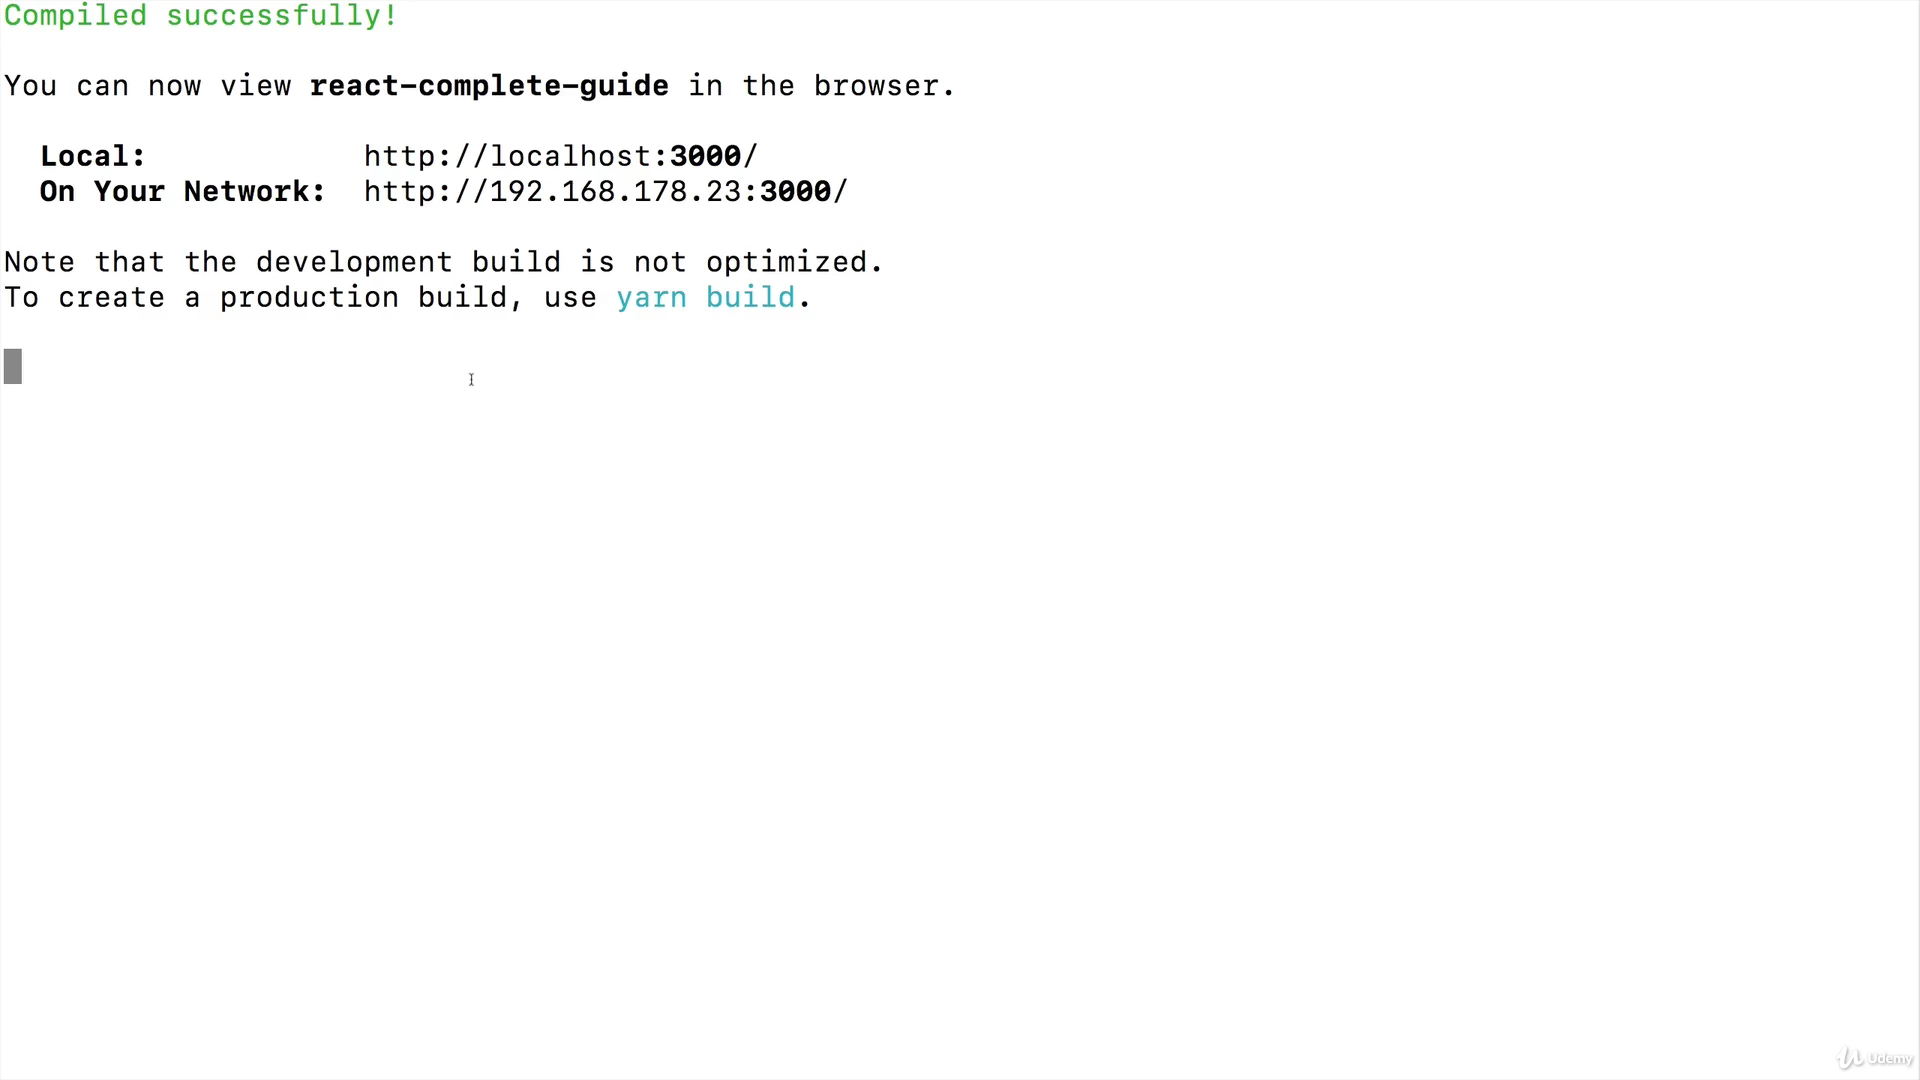 Compiled successfully!
You can now view react-complete-guide in the browser.
Local: http://localhost:3000/
On Your Network: http://192.168.178.23:3000/
Note that the development build is not optimized.
To create a production build, use yarn build.
Udemy